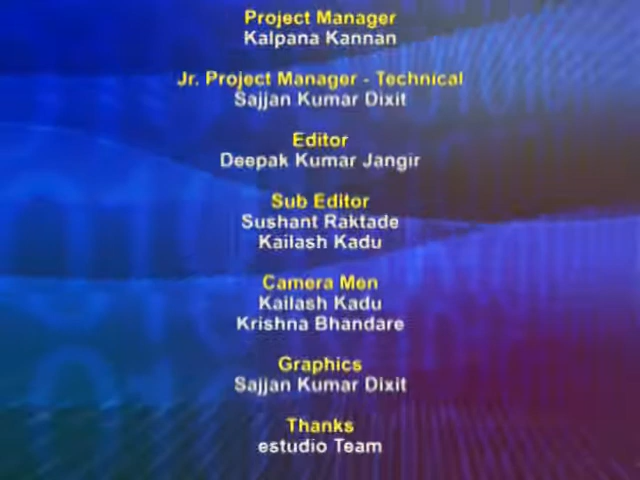 Project Manager
Kalpana Kannan
Jr. Project Manager - Technical
Sajjan Kumar Dixit
Editor
Deepak Kumar Jangir
Sub Editor
Sushant Raktade
Kailash Kadu
Camera Men
Kailash Kadu
Krishna Bhandare
Graphics
Sajjan Kumar Dixit
Thanks
estudio Team